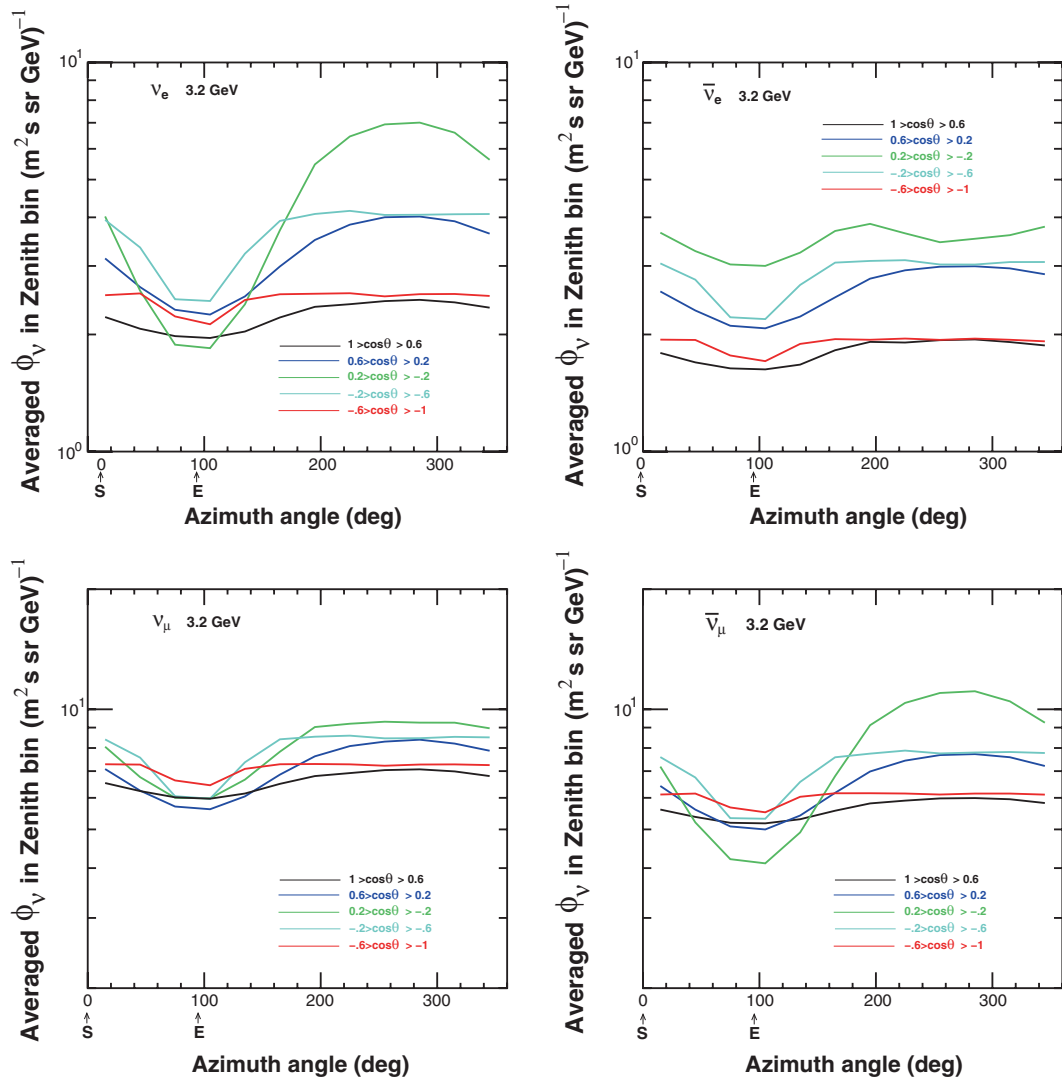 Averaged ϕν in Zenith bin (m² s sr GeV)⁻¹
10¹
νe 3.2 GeV
1 >cosθ > 0.6
0.6>cosθ > 0.2
0.2>cosθ >−.2
−.2>cosθ >−.6
−.6>cosθ >−1
10⁰
0 100 200 300
S E
Azimuth angle (deg)
Averaged ϕν in Zenith bin (m² s sr GeV)⁻¹
10¹
ν̅e 3.2 GeV
1 >cosθ > 0.6
0.6>cosθ > 0.2
0.2>cosθ >−.2
−.2>cosθ >−.6
−.6>cosθ >−1
10⁰
0 100 200 300
S E
Azimuth angle (deg)
Averaged ϕν in Zenith bin (m² s sr GeV)⁻¹
νμ 3.2 GeV
10¹
1 >cosθ > 0.6
0.6>cosθ > 0.2
0.2>cosθ >−.2
−.2>cosθ >−.6
−.6>cosθ >−1
0 100 200 300
S E
Azimuth angle (deg)
Averaged ϕν in Zenith bin (m² s sr GeV)⁻¹
ν̅μ 3.2 GeV
10¹
1 >cosθ > 0.6
0.6>cosθ > 0.2
0.2>cosθ >−.2
−.2>cosθ >−.6
−.6>cosθ >−1
0 100 200 300
S E
Azimuth angle (deg)